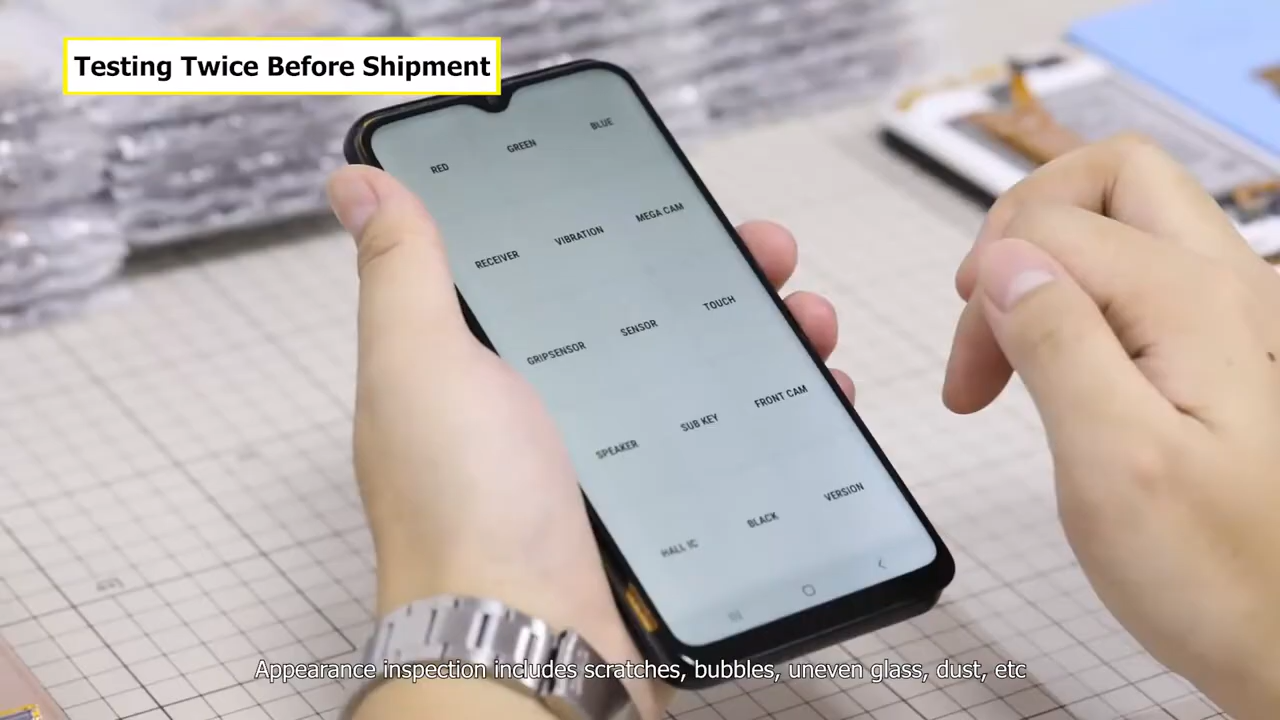 Testing Twice Before Shipment
RED GREEN BLUE
RECEIVER VIBRATION MEGA CAM
GRIPSENSOR SENSOR TOUCH
SPEAKER SUB KEY FRONT CAM
HALL IC BLACK VERSION
Appearance inspection includes scratches, bubbles, uneven glass, dust, etc